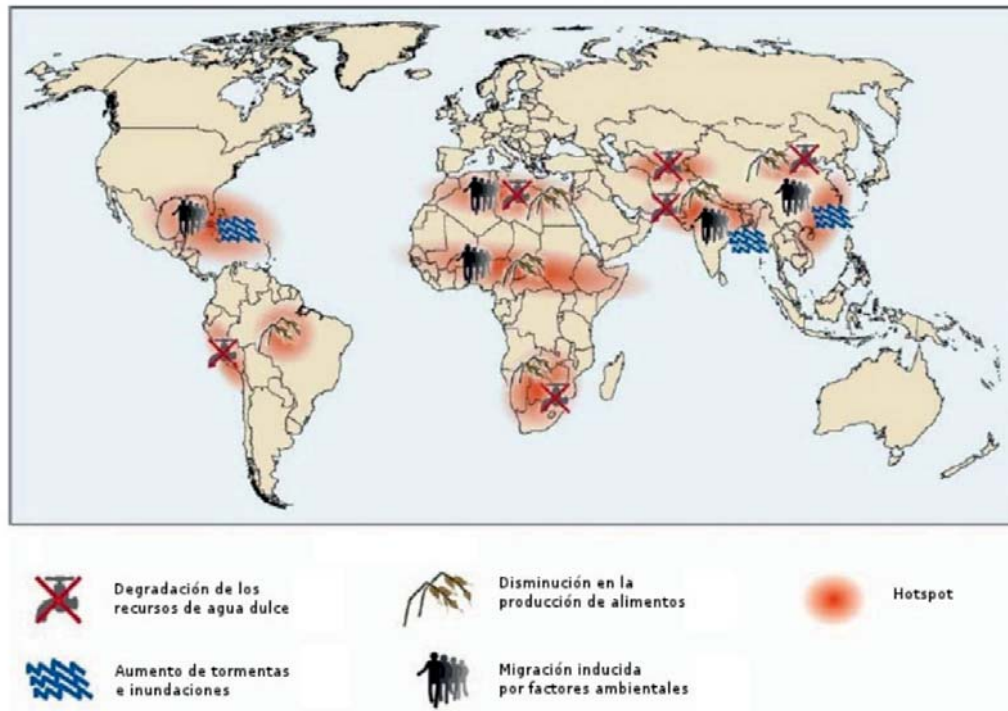 Degradación de los
recursos de agua dulce
Disminución en la
producción de alimentos
Hotspot
Aumento de tormentas
e inundaciones
Migración inducida
por factores ambientales